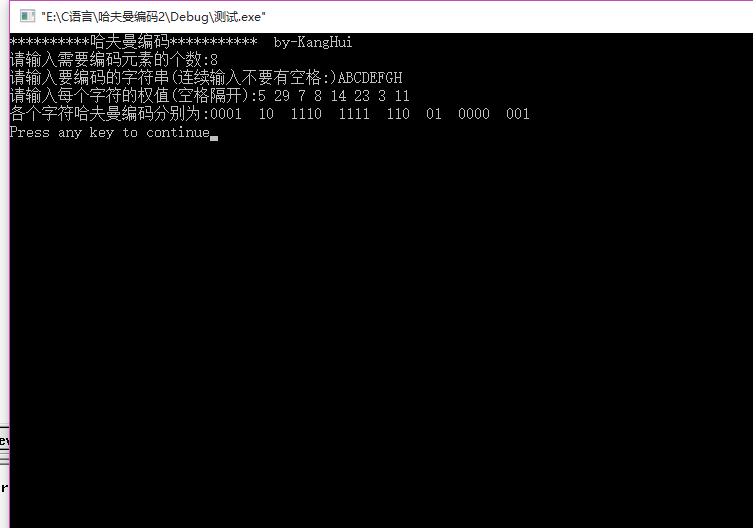 "E:\C语言\哈夫曼编码2\Debug\测试.exe"
**********哈夫曼编码***********  by-KangHui
请输入需要编码元素的个数:8
请输入要编码的字符串(连续输入不要有空格:)ABCDEFGH
请输入每个字符的权值(空格隔开):5 29 7 8 14 23 3 11
各个字符哈夫曼编码分别为:0001  10  1110  1111  110  01  0000  001
Press any key to continue